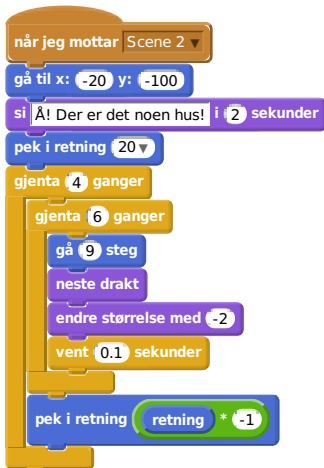 når jeg mottar Scene 2
gå til x: -20 y: -100
si Å! Der er det noen hus! i 2 sekunder
pek i retning 20
gjenta 4 ganger
gjenta 6 ganger
gå 9 steg
neste drakt
endre størrelse med -2
vent 0.1 sekunder
pek i retning retning * -1